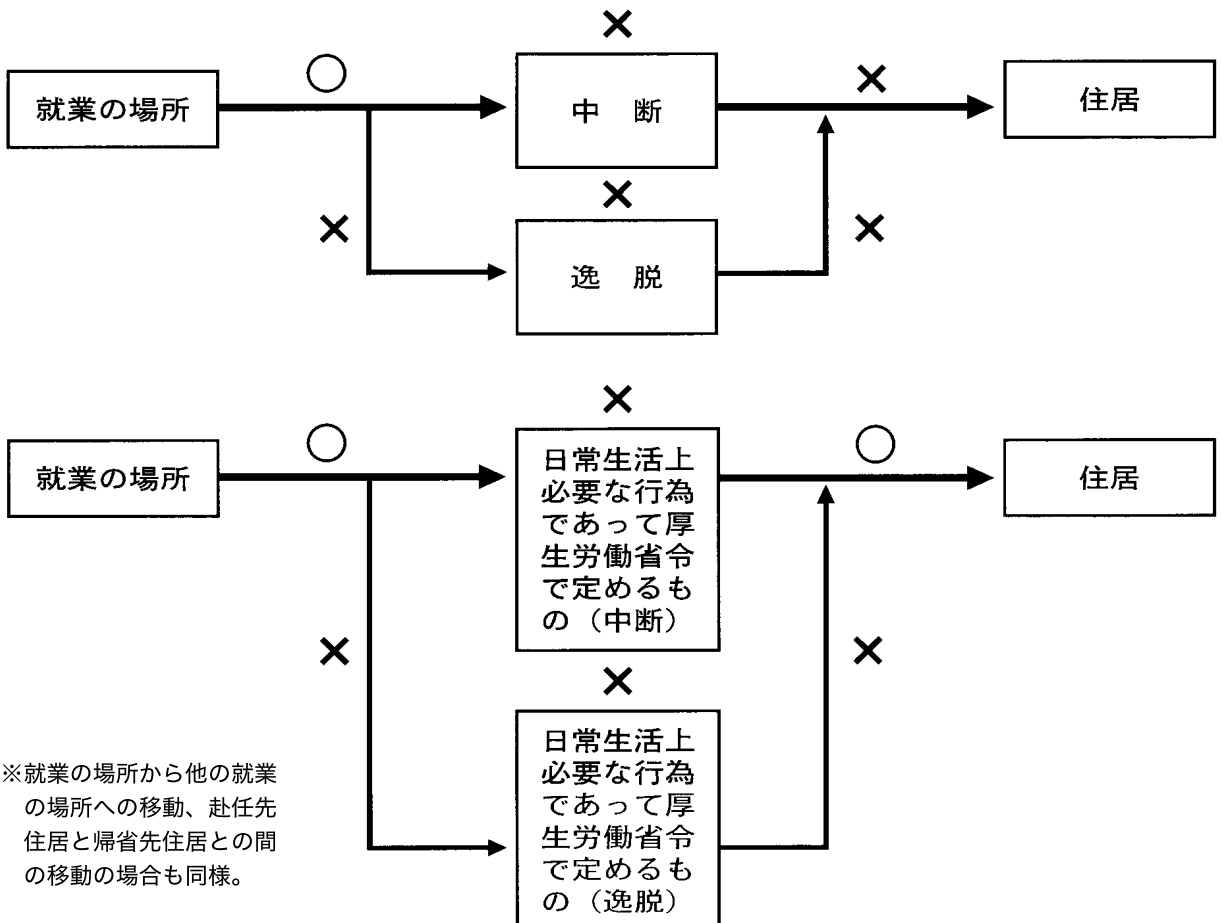 ×
○
×
就業の場所
中 断
住居
×
×
×
逸 脱
×
○
○
就業の場所
日常生活上
必要な行為
であって厚
生労働省令
で定めるも
の（中断）
住居
×
×
×
日常生活上
必要な行為
であって厚
生労働省令
で定めるも
の（逸脱）
※就業の場所から他の就業
の場所への移動、赴任先
住居と帰省先住居との間
の移動の場合も同様。